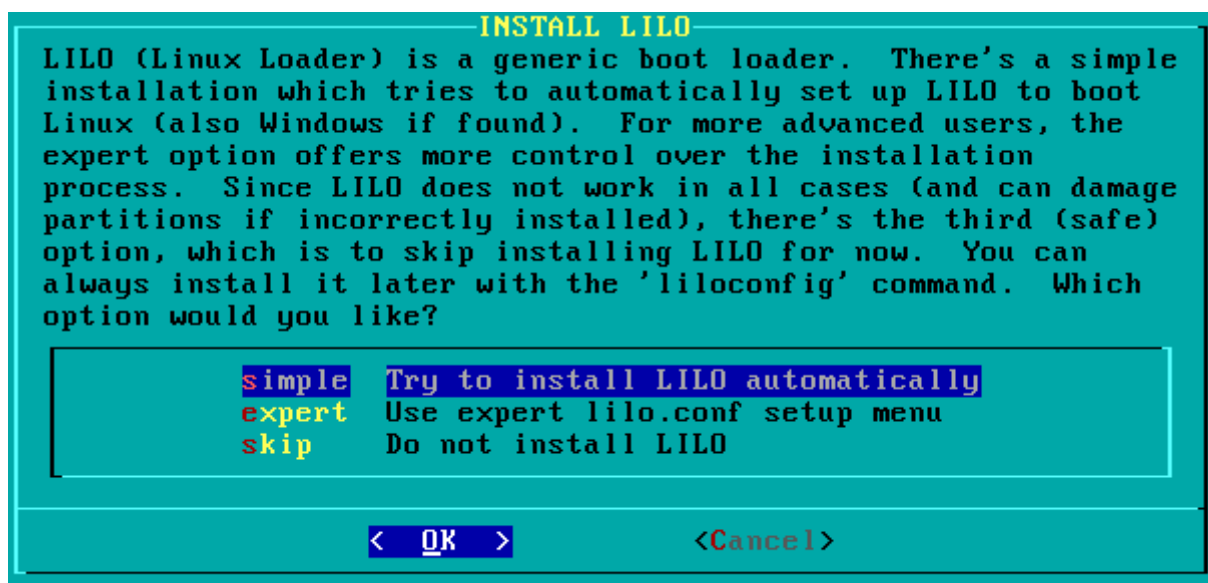 INSTALL LILO
LILO (Linux Loader) is a generic boot loader.  There's a simple
installation which tries to automatically set up LILO to boot
Linux (also Windows if found).  For more advanced users, the
expert option offers more control over the installation
process.  Since LILO does not work in all cases (and can damage
partitions if incorrectly installed), there's the third (safe)
option, which is to skip installing LILO for now.  You can
always install it later with the 'liloconfig' command.  Which
option would you like?
simple  Try to install LILO automatically
expert  Use expert lilo.conf setup menu
skip    Do not install LILO
<  OK  >          <Cancel>